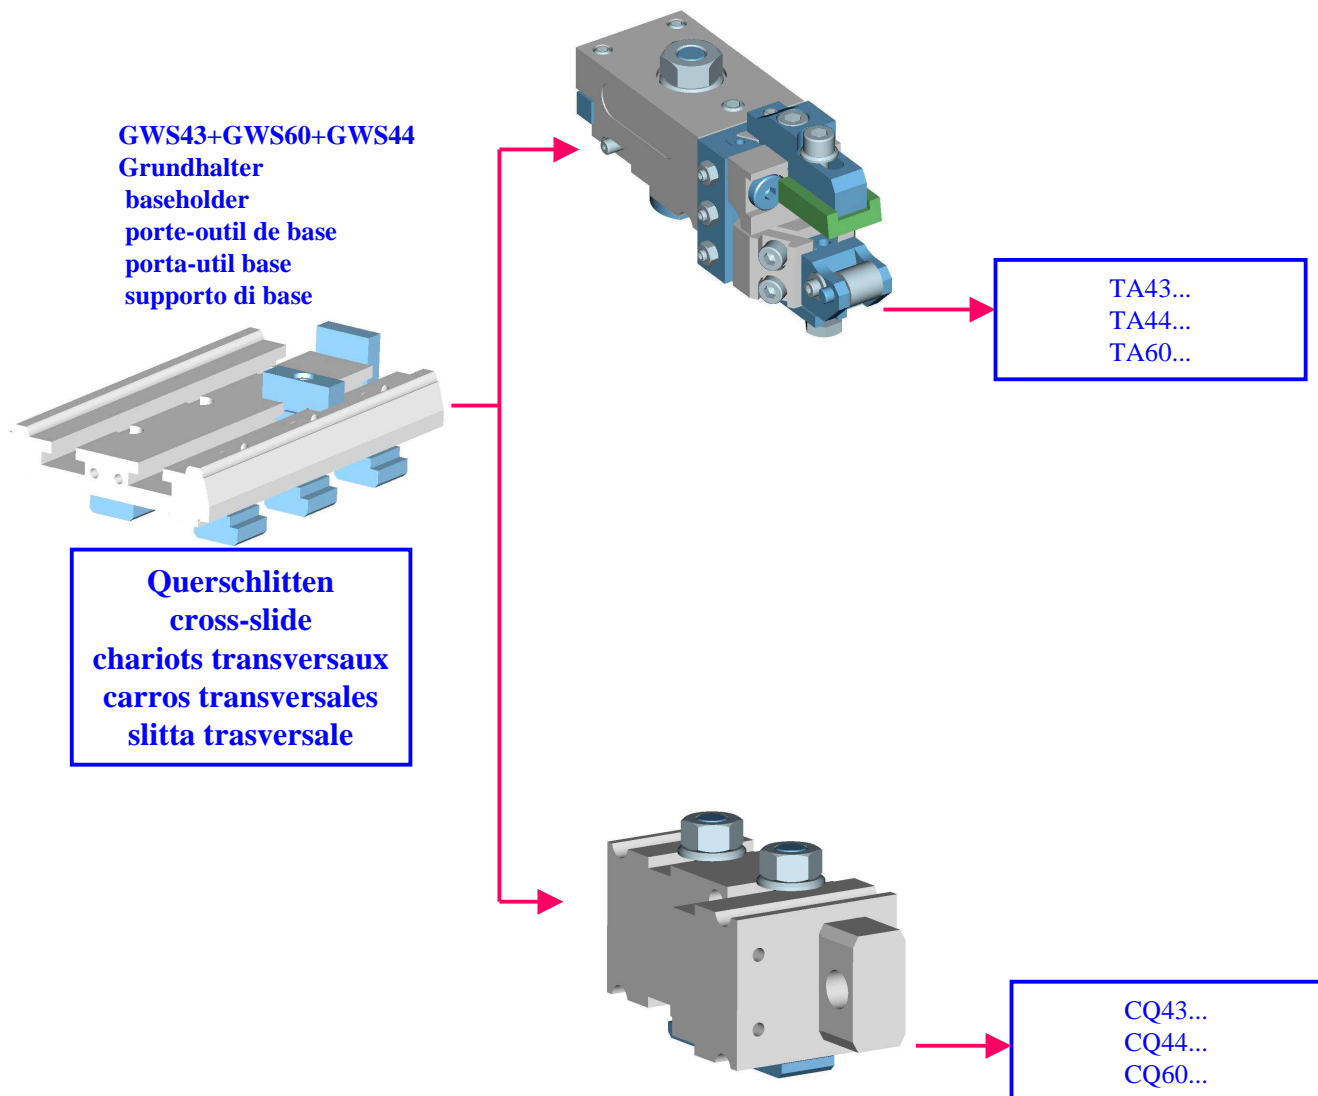 GWS43+GWS60+GWS44
Grundhalter
baseholder
porte-outil de base
porta-util base
supporto di base
TA43...
TA44...
TA60...
Querschlitten
cross-slide
chariots transversaux
carros transversales
slitta trasversale
CQ43...
CQ44...
CQ60...